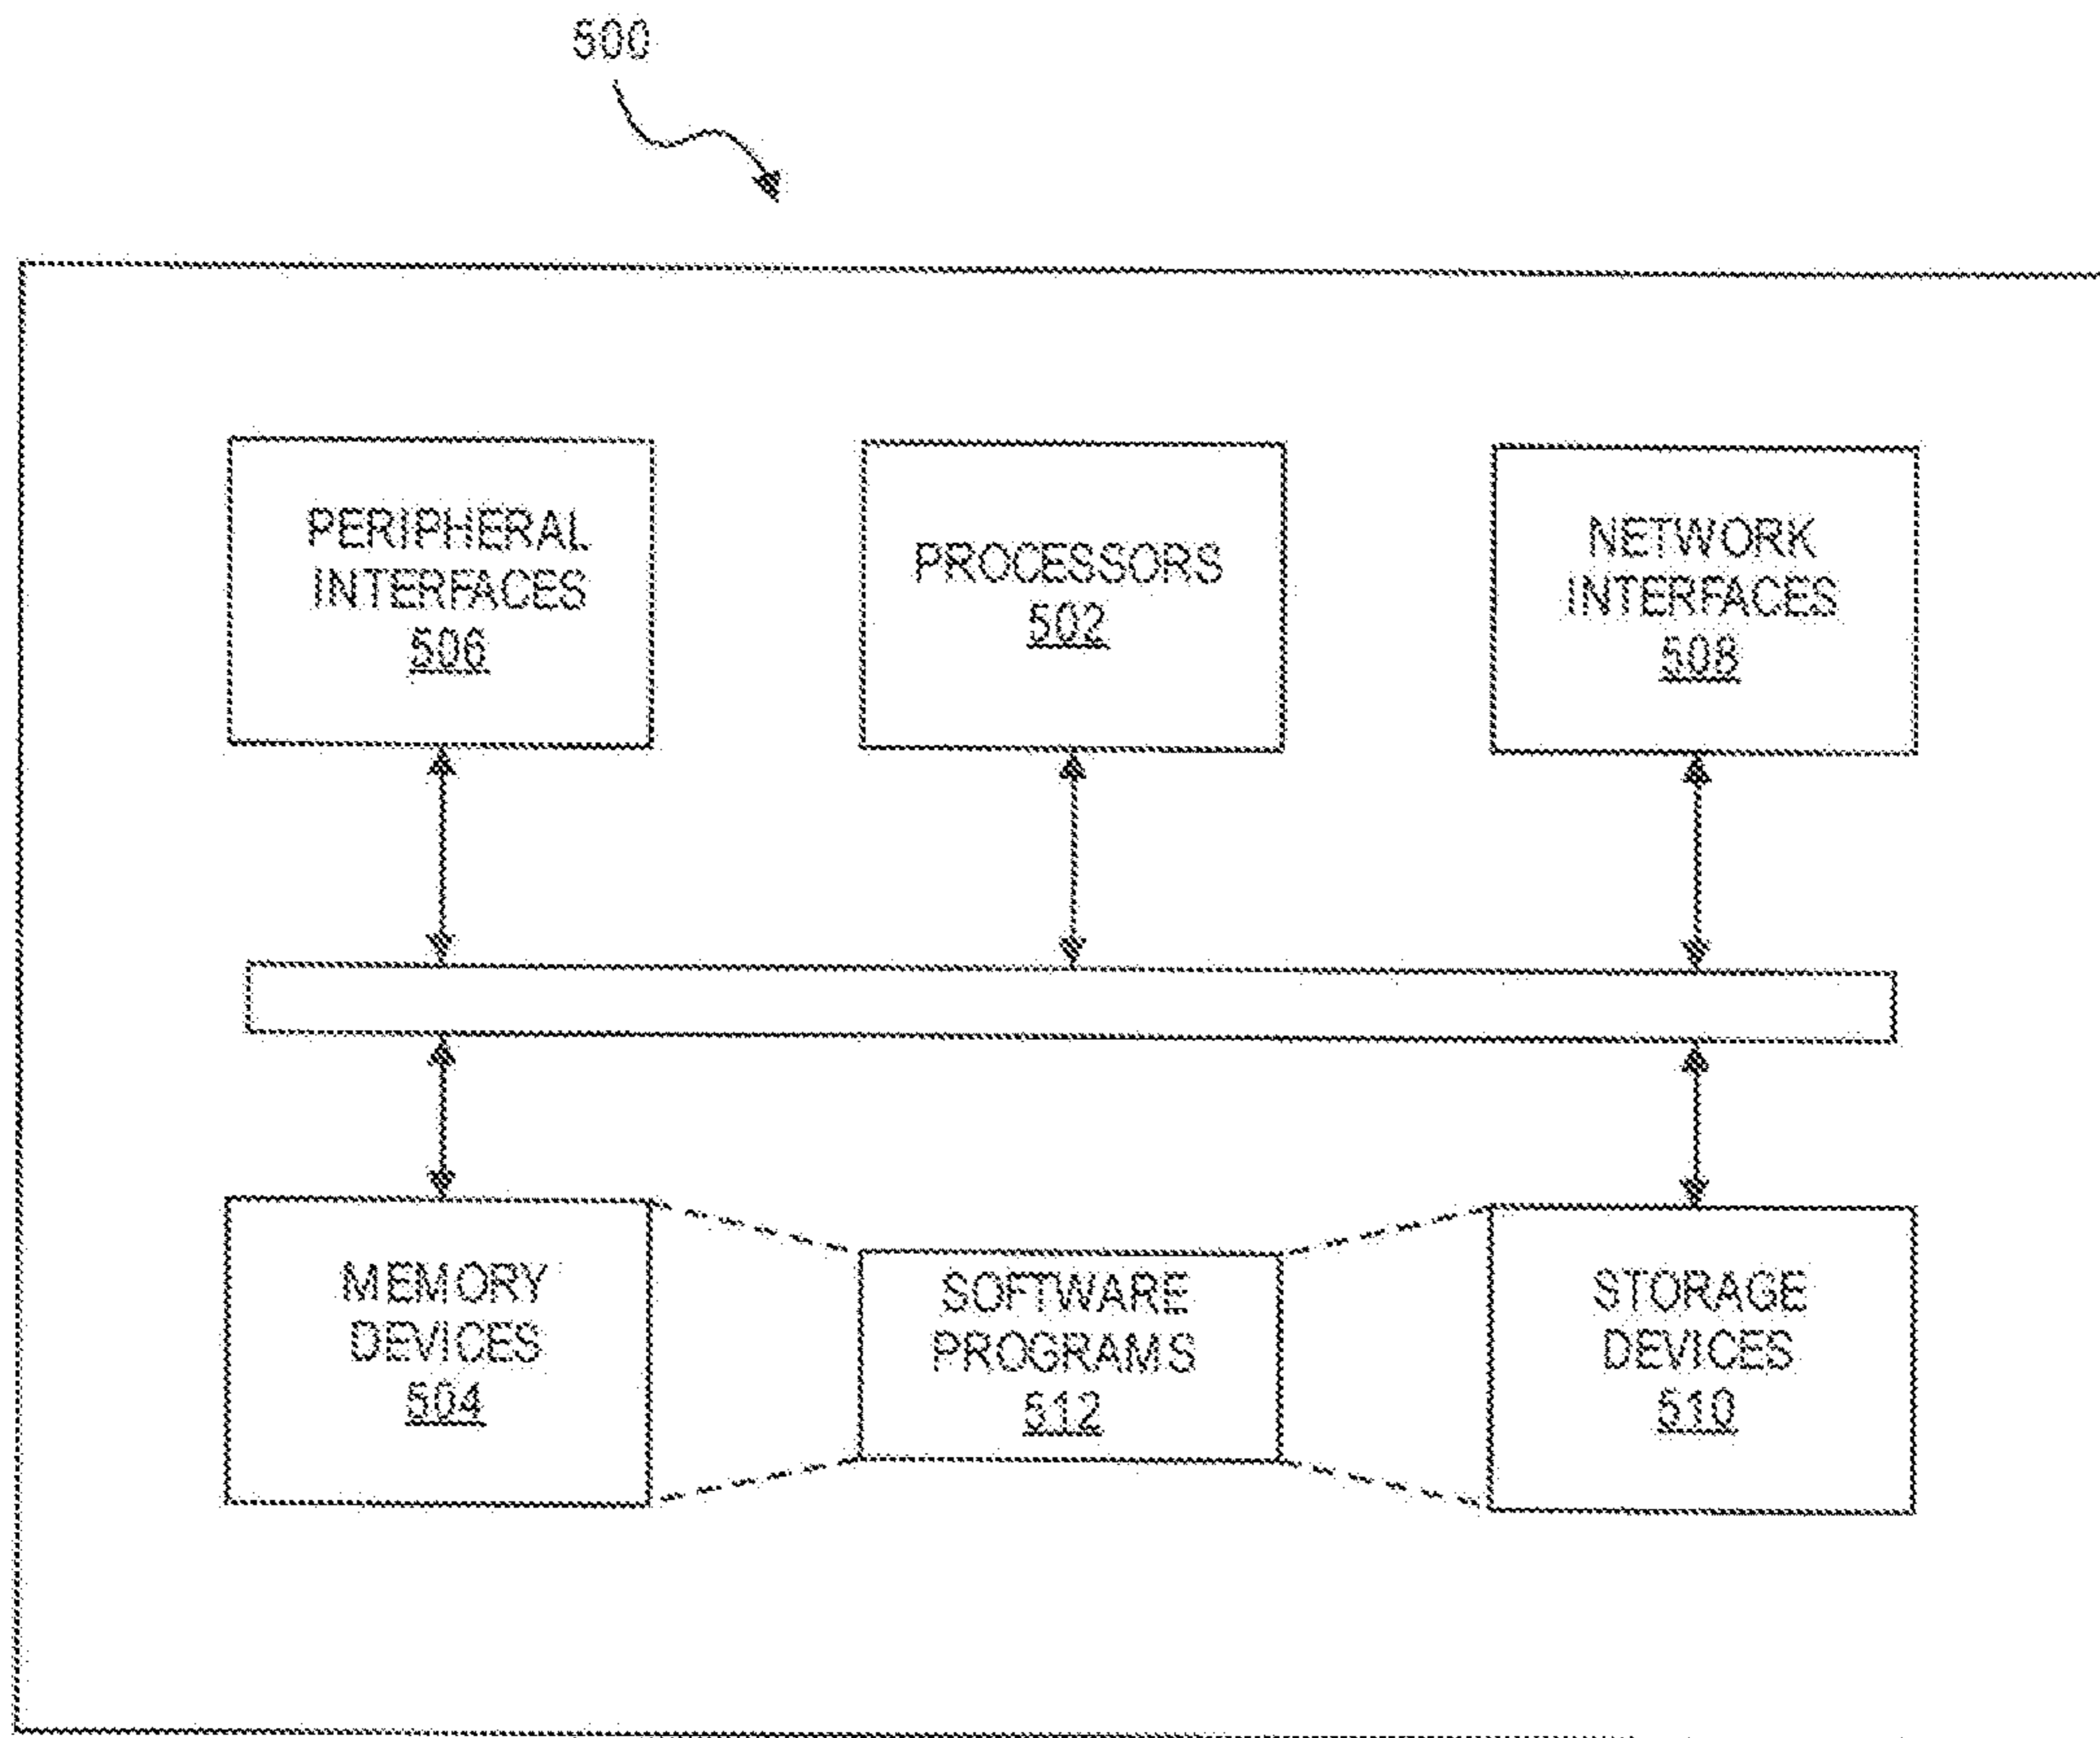 500
PERIPHERAL
INTERFACES
506
PROCESSORS
502
NETWORK
INTERFACES
508
MEMORY
DEVICES
504
SOFTWARE
PROGRAMS
512
STORAGE
DEVICES
510